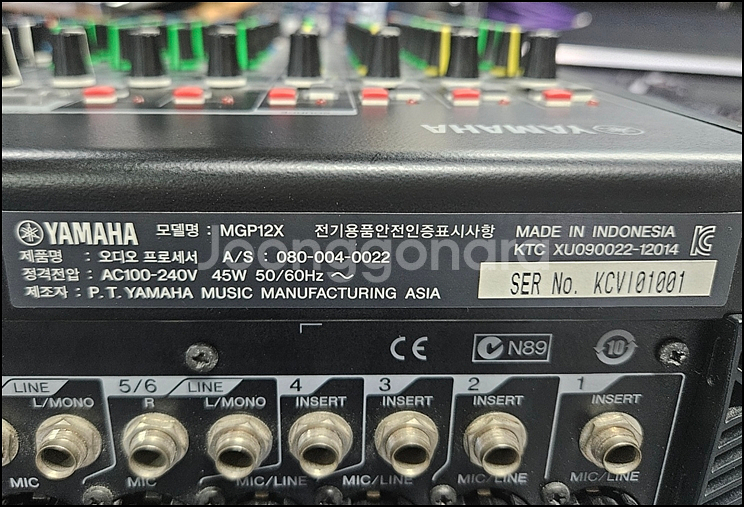 YAMAHA
YAMAHA 모델명 : MGP12X 전기용품안전인증표시사항 MADE IN INDONESIA
제품명 : 오디오 프로세서 A/S : 080-004-0022 KTC XU090022-12014
정격전압 : AC100-240V 45W 50/60Hz
SER No. KCVI01001
제조자 : P.T. YAMAHA MUSIC MANUFACTURING ASIA
Joonggonara
CE N89 10
LINE 5/6 LINE 4 3 2 1
L/MONO R L/MONO INSERT INSERT INSERT INSERT
MIC MIC MIC/LINE MIC/LINE MIC/LINE MIC/LINE